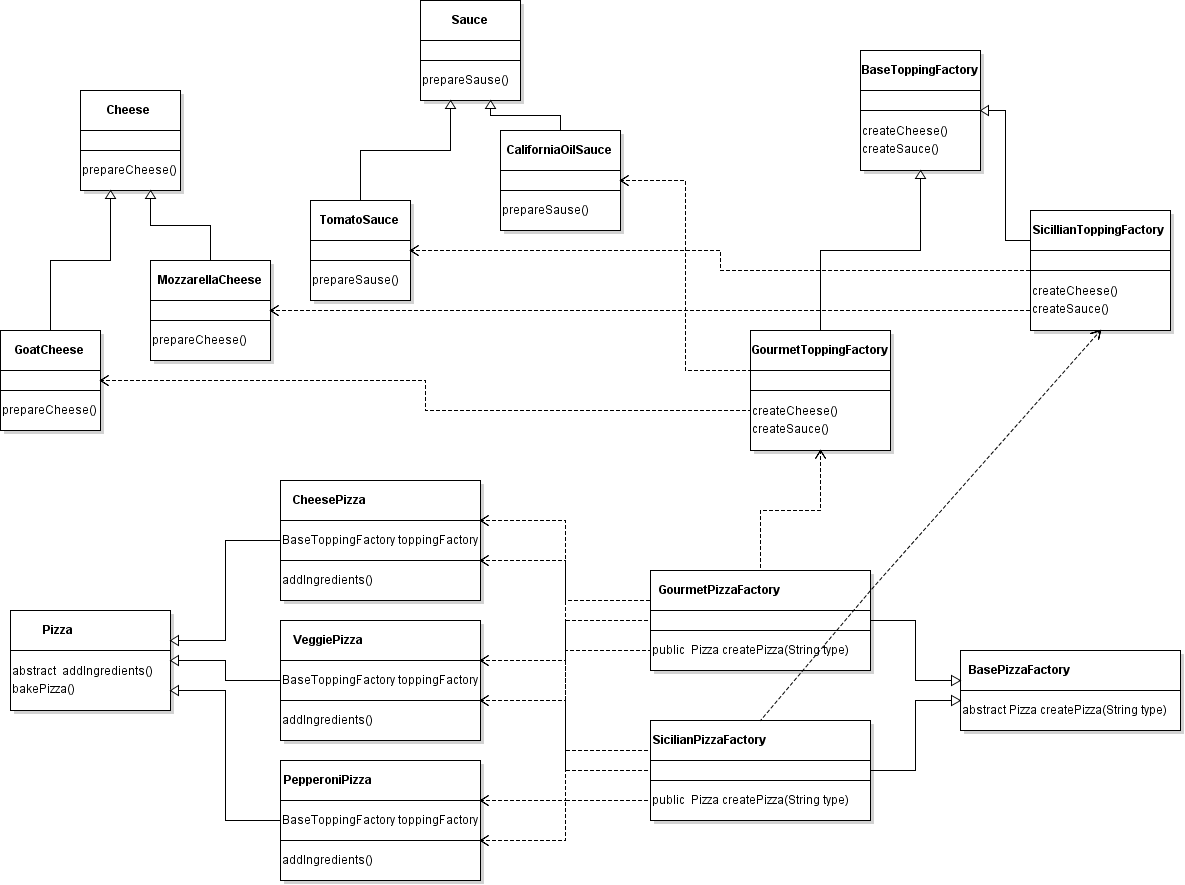 Sauce
prepareSause()
BaseToppingFactory
createCheese()
createSauce()
Cheese
prepareCheese()
CaliforniaOilSauce
prepareSause()
TomatoSauce
prepareSause()
SicillianToppingFactory
createCheese()
createSauce()
MozzarellaCheese
prepareCheese()
GoatCheese
prepareCheese()
GourmetToppingFactory
createCheese()
createSauce()
CheesePizza
BaseToppingFactory toppingFactory
addIngredients()
GourmetPizzaFactory
public Pizza createPizza(String type)
Pizza
abstract addIngredients()
bakePizza()
VeggiePizza
BaseToppingFactory toppingFactory
addIngredients()
BasePizzaFactory
abstract Pizza createPizza(String type)
SicilianPizzaFactory
public Pizza createPizza(String type)
PepperoniPizza
BaseToppingFactory toppingFactory
addIngredients()